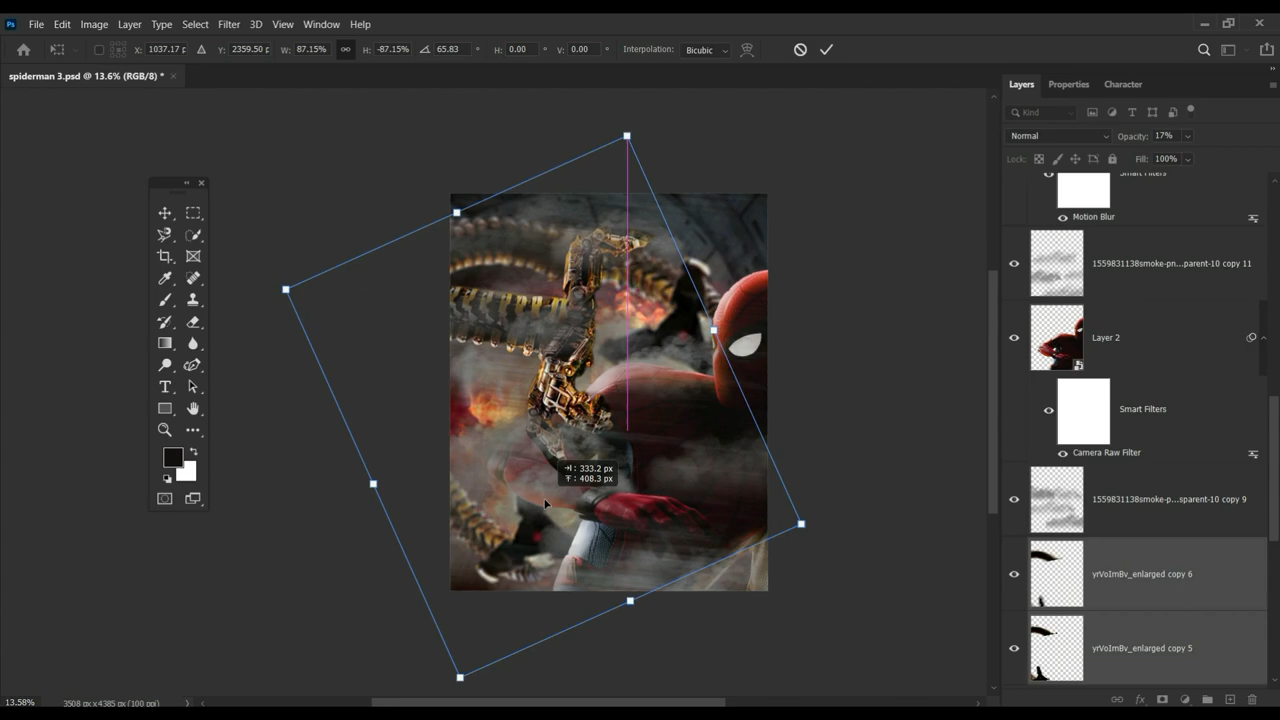 Ps File Edit Image Layer Type Select Filter 3D View Window Help
X: 1037.17 p Y: 2359.50 p W: 87.15% H: -87.15% 65.83 ° H: 0.00 ° V: 0.00 ° Interpolation: Bicubic
spiderman 3.psd @ 13.6% (RGB/8) * ×
Layers Properties Character
Kind
Normal Opacity: 17%
Lock: Fill: 100%
Smart Filters
Motion Blur
1559831138smoke-pn...parent-10 copy 11
Layer 2
Smart Filters
Camera Raw Filter
: 333.2 px
: 408.3 px
1559831138smoke-p...sparent-10 copy 9
yrVoImBv_enlarged copy 6
yrVoImBv_enlarged copy 5
13.58% 3508 px x 4385 px (100 ppi)